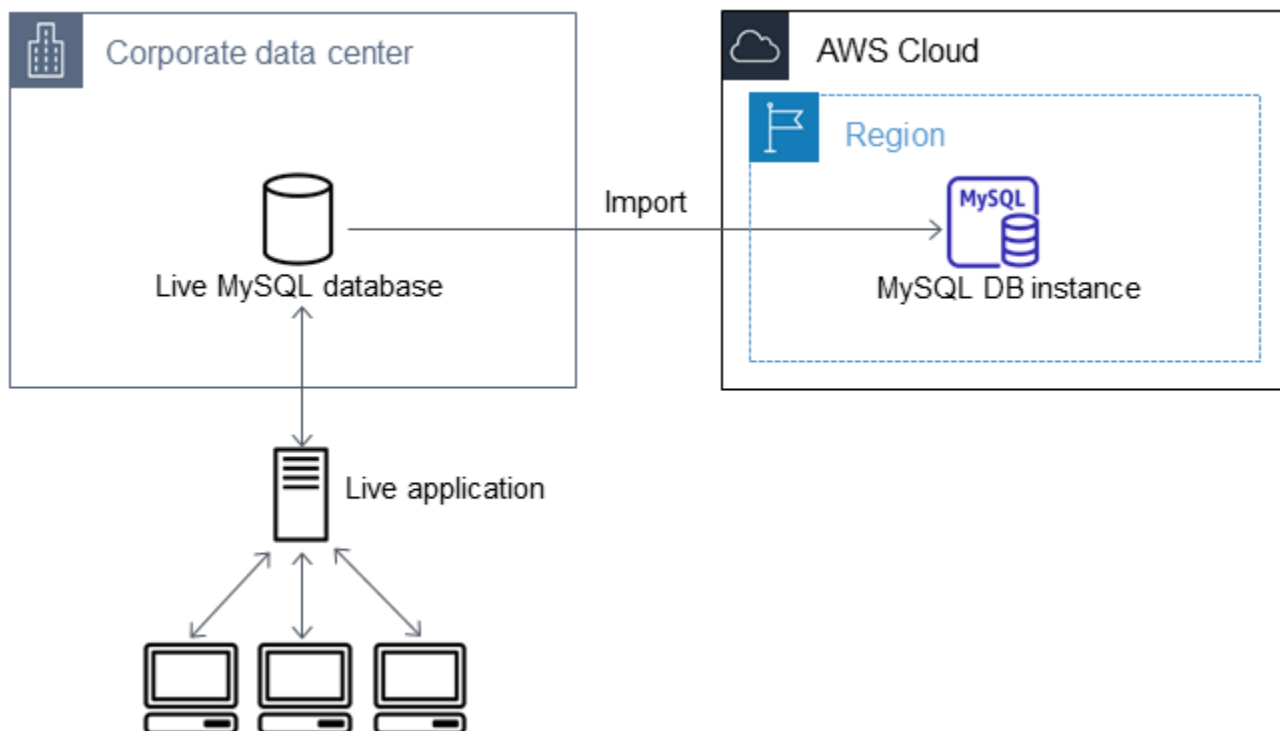 Corporate data center
AWS Cloud
Region
Import
MySQL
Live MySQL database
MySQL DB instance
Live application